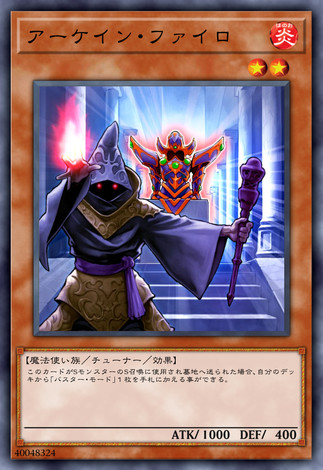 アーケイン・ファイロ
炎
【魔法使い族／チューナー／効果】
このカードがSモンスターのS召喚に使用され墓地へ送られた場合、自分のデッ
キから「バスター・モード」１枚を手札に加える事ができる。
ATK/1000 DEF/ 400
40048324